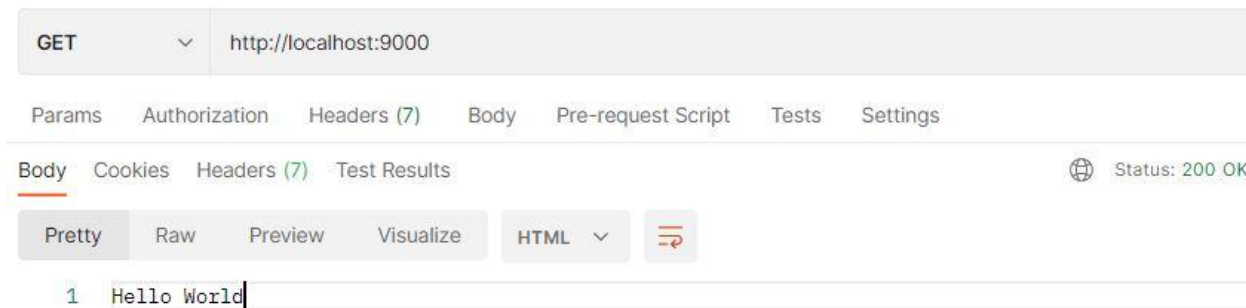 GET http://localhost:9000
Params Authorization Headers (7) Body Pre-request Script Tests Settings
Body Cookies Headers (7) Test Results Status: 200 OK
Pretty Raw Preview Visualize HTML
1 Hello World